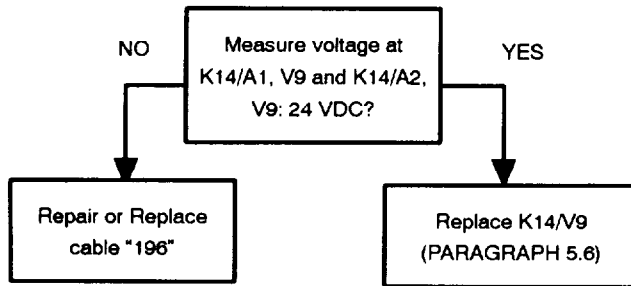 NO
Measure voltage at
K14/A1, V9 and K14/A2,
V9: 24 VDC?
YES
Repair or Replace
cable "196"
Replace K14/V9
(PARAGRAPH 5.6)